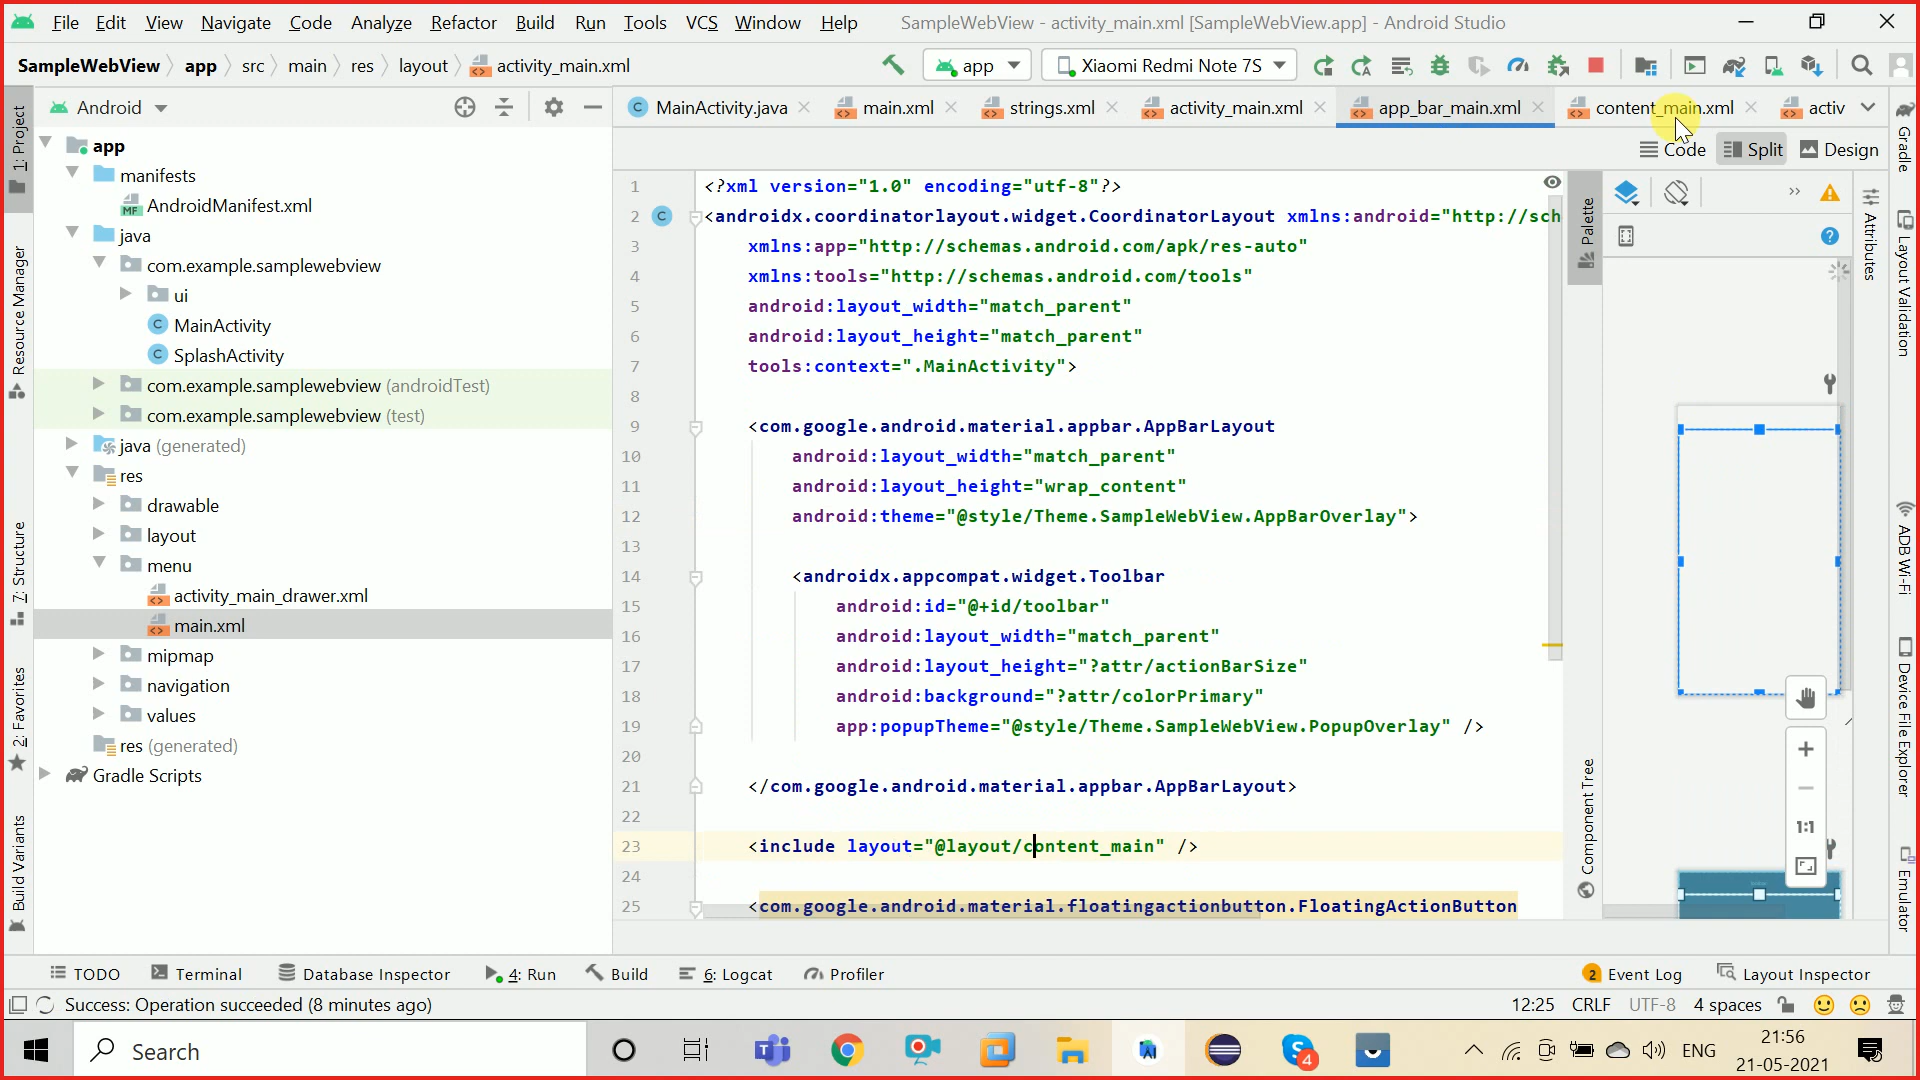 File Edit View Navigate Code Analyze Refactor Build Run Tools VCS Window Help SampleWebView - activity_main.xml [SampleWebView.app] - Android Studio
SampleWebView app src main res layout activity_main.xml app Xiaomi Redmi Note 7S
Android
MainActivity.java main.xml strings.xml activity_main.xml app_bar_main.xml content_main.xml activ
Code Split Design
1: Project
Resource Manager
7: Structure
2: Favorites
Build Variants
app
manifests
MF AndroidManifest.xml
java
com.example.samplewebview
ui
C MainActivity
C SplashActivity
com.example.samplewebview (androidTest)
com.example.samplewebview (test)
java (generated)
res
drawable
layout
menu
activity_main_drawer.xml
main.xml
mipmap
navigation
values
res (generated)
Gradle Scripts
1 <?xml version="1.0" encoding="utf-8"?>
2 C <androidx.coordinatorlayout.widget.CoordinatorLayout xmlns:android="http://sch
3 xmlns:app="http://schemas.android.com/apk/res-auto"
4 xmlns:tools="http://schemas.android.com/tools"
5 android:layout_width="match_parent"
6 android:layout_height="match_parent"
7 tools:context=".MainActivity">
8
9 <com.google.android.material.appbar.AppBarLayout
10 android:layout_width="match_parent"
11 android:layout_height="wrap_content"
12 android:theme="@style/Theme.SampleWebView.AppBarOverlay">
13
14 <androidx.appcompat.widget.Toolbar
15 android:id="@+id/toolbar"
16 android:layout_width="match_parent"
17 android:layout_height="?attr/actionBarSize"
18 android:background="?attr/colorPrimary"
19 app:popupTheme="@style/Theme.SampleWebView.PopupOverlay" />
20
21 </com.google.android.material.appbar.AppBarLayout>
22
23 <include layout="@layout/content_main" />
24
25 <com.google.android.material.floatingactionbutton.FloatingActionButton
Palette
Component Tree
1:1
Attributes
Gradle
Layout Validation
ADB Wi-Fi
Device File Explorer
Emulator
TODO Terminal Database Inspector 4: Run Build 6: Logcat Profiler 2 Event Log Layout Inspector
Success: Operation succeeded (8 minutes ago) 12:25 CRLF UTF-8 4 spaces
Search 4 ENG 21:56
21-05-2021